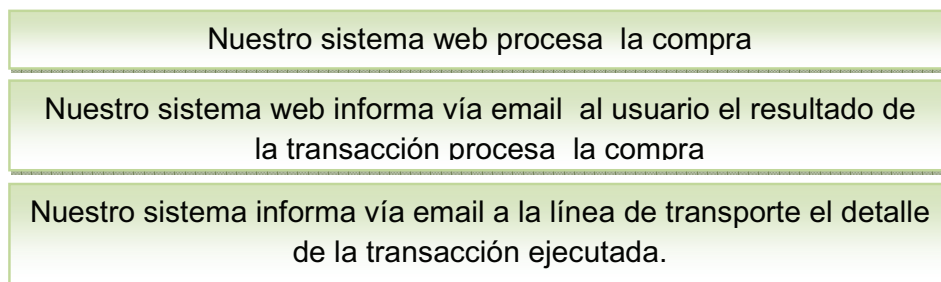 Nuestro sistema web procesa  la compra
Nuestro sistema web informa vía email  al usuario el resultado de
la transacción procesa  la compra
Nuestro sistema informa vía email a la línea de transporte el detalle
de la transacción ejecutada.